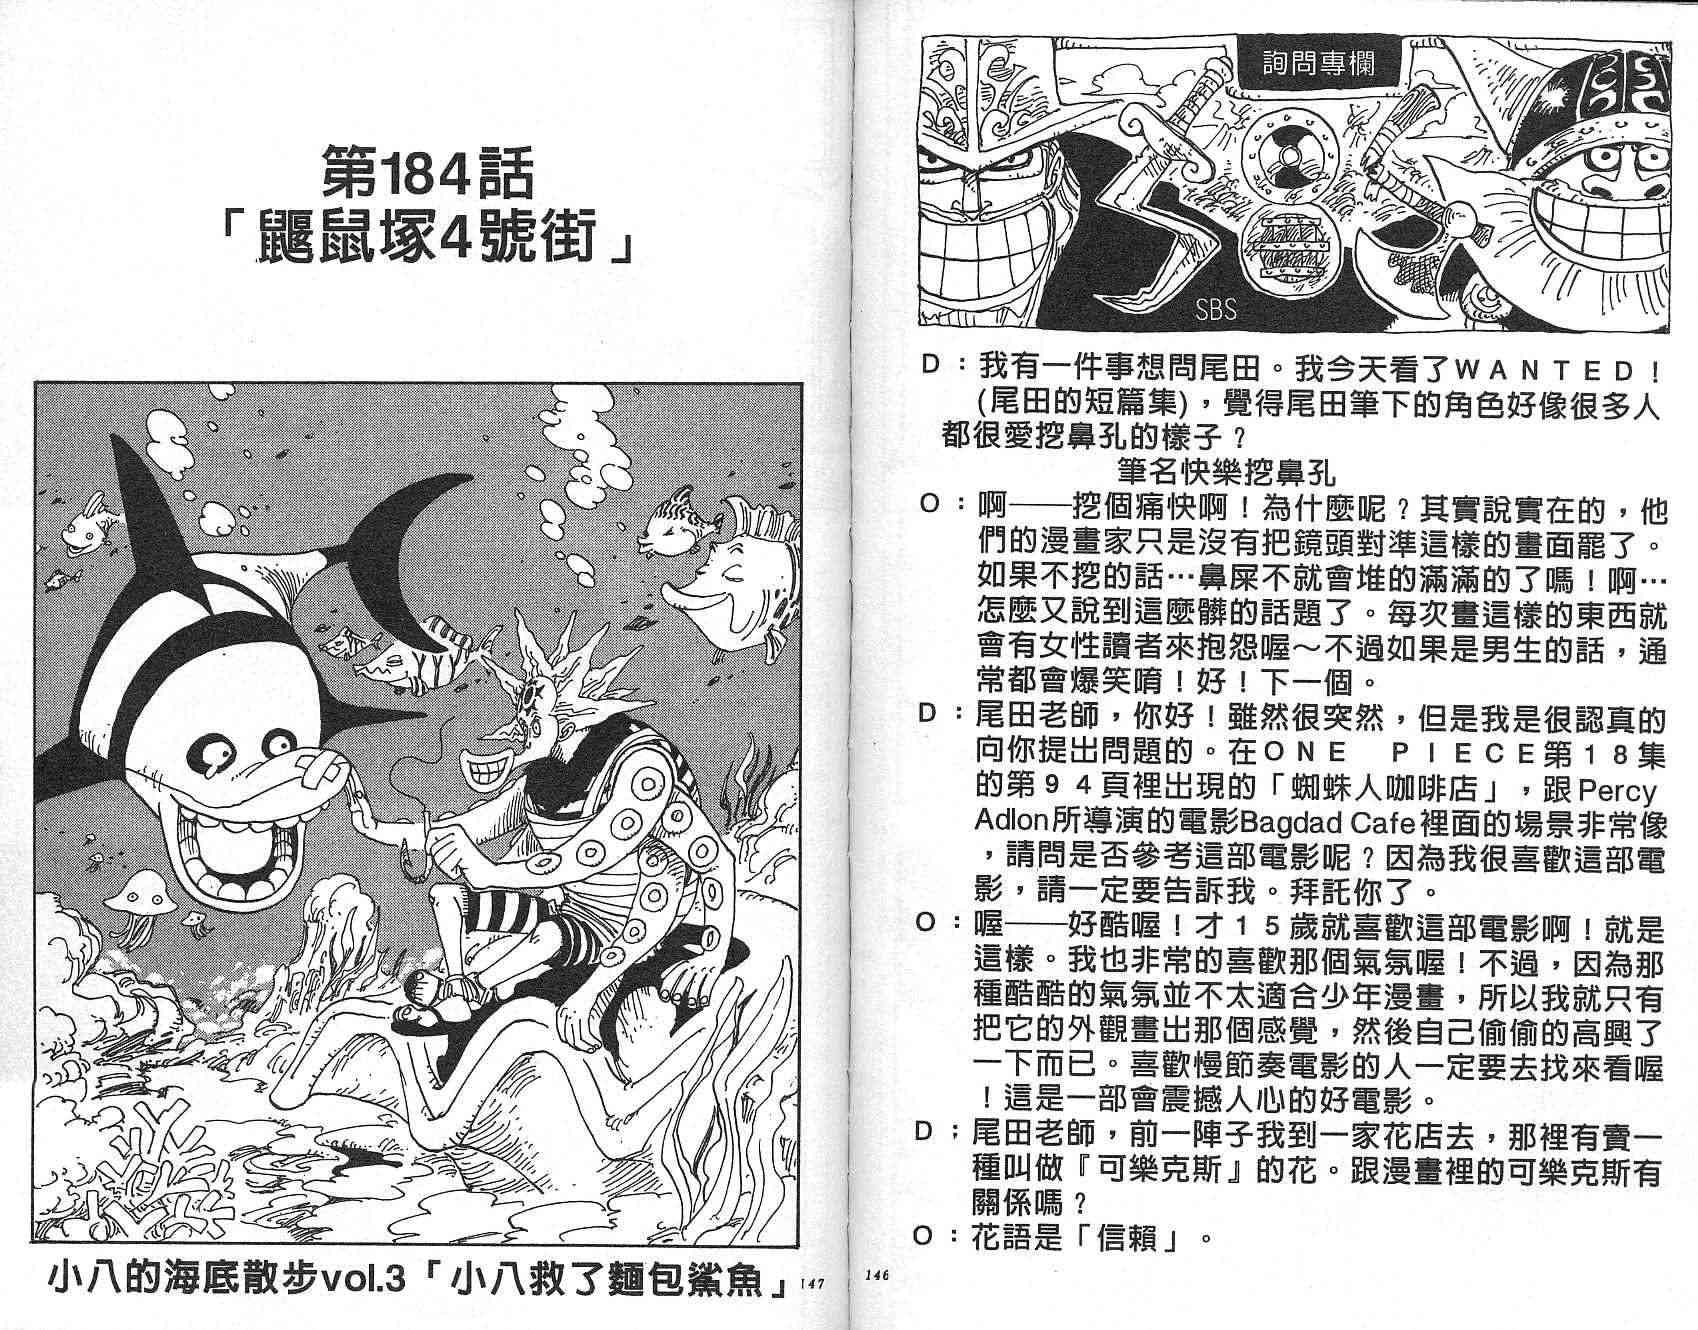 詢問專欄
SBS
D：我有一件事想問尾田。我今天看了WANTED！
(尾田的短篇集)，覺得尾田筆下的角色好像很多人
都很愛挖鼻孔的樣子？
筆名快樂挖鼻孔
O：啊──挖個痛快啊！為什麼呢？其實說實在的，他
們的漫畫家只是沒有把鏡頭對準這樣的畫面罷了。
如果不挖的話…鼻屎不就會堆的滿滿的了嗎！啊…
怎麼又說到這麼髒的話題了。每次畫這樣的東西就
會有女性讀者來抱怨喔～不過如果是男生的話，通
常都會爆笑唷！好！下一個。
D：尾田老師，你好！雖然很突然，但是我是很認真的
向你提出問題的。在ONE PIECE第18集
的第94頁裡出現的「蜘蛛人咖啡店」，跟Percy
Adlon所導演的電影Bagdad Cafe裡面的場景非常像
，請問是否參考這部電影呢？因為我很喜歡這部電
影，請一定要告訴我。拜託你了。
O：喔──好酷喔！才15歲就喜歡這部電影啊！就是
這樣。我也非常的喜歡那個氣氛喔！不過，因為那
種酷酷的氣氛並不太適合少年漫畫，所以我就只有
把它的外觀畫出那個感覺，然後自己偷偷的高興了
一下而已。喜歡慢節奏電影的人一定要去找來看喔
！這是一部會震撼人心的好電影。
D；尾田老師，前一陣子我到一家花店去，那裡有賣一
種叫做『可樂克斯』的花。跟漫畫裡的可樂克斯有
關係嗎？
O：花語是「信賴」。
146
第184話
「鼴鼠塚4號街」
小八的海底散步vol.3「小八救了麵包鯊魚」
147